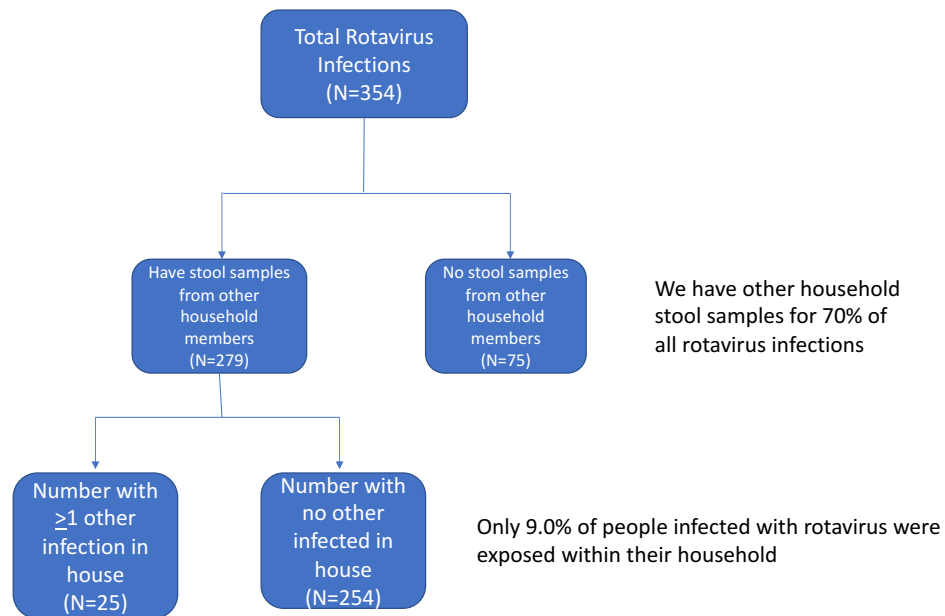 Total Rotavirus
Infections
(N=354)
Have stool samples
from other
household
members
(N=279)
No stool samples
from other
household
members
(N=75)
We have other household
stool samples for 70% of
all rotavirus infections
Number with
≥1 other
infection in
house
(N=25)
Number with
no other
infected in
house
(N=254)
Only 9.0% of people infected with rotavirus were
exposed within their household